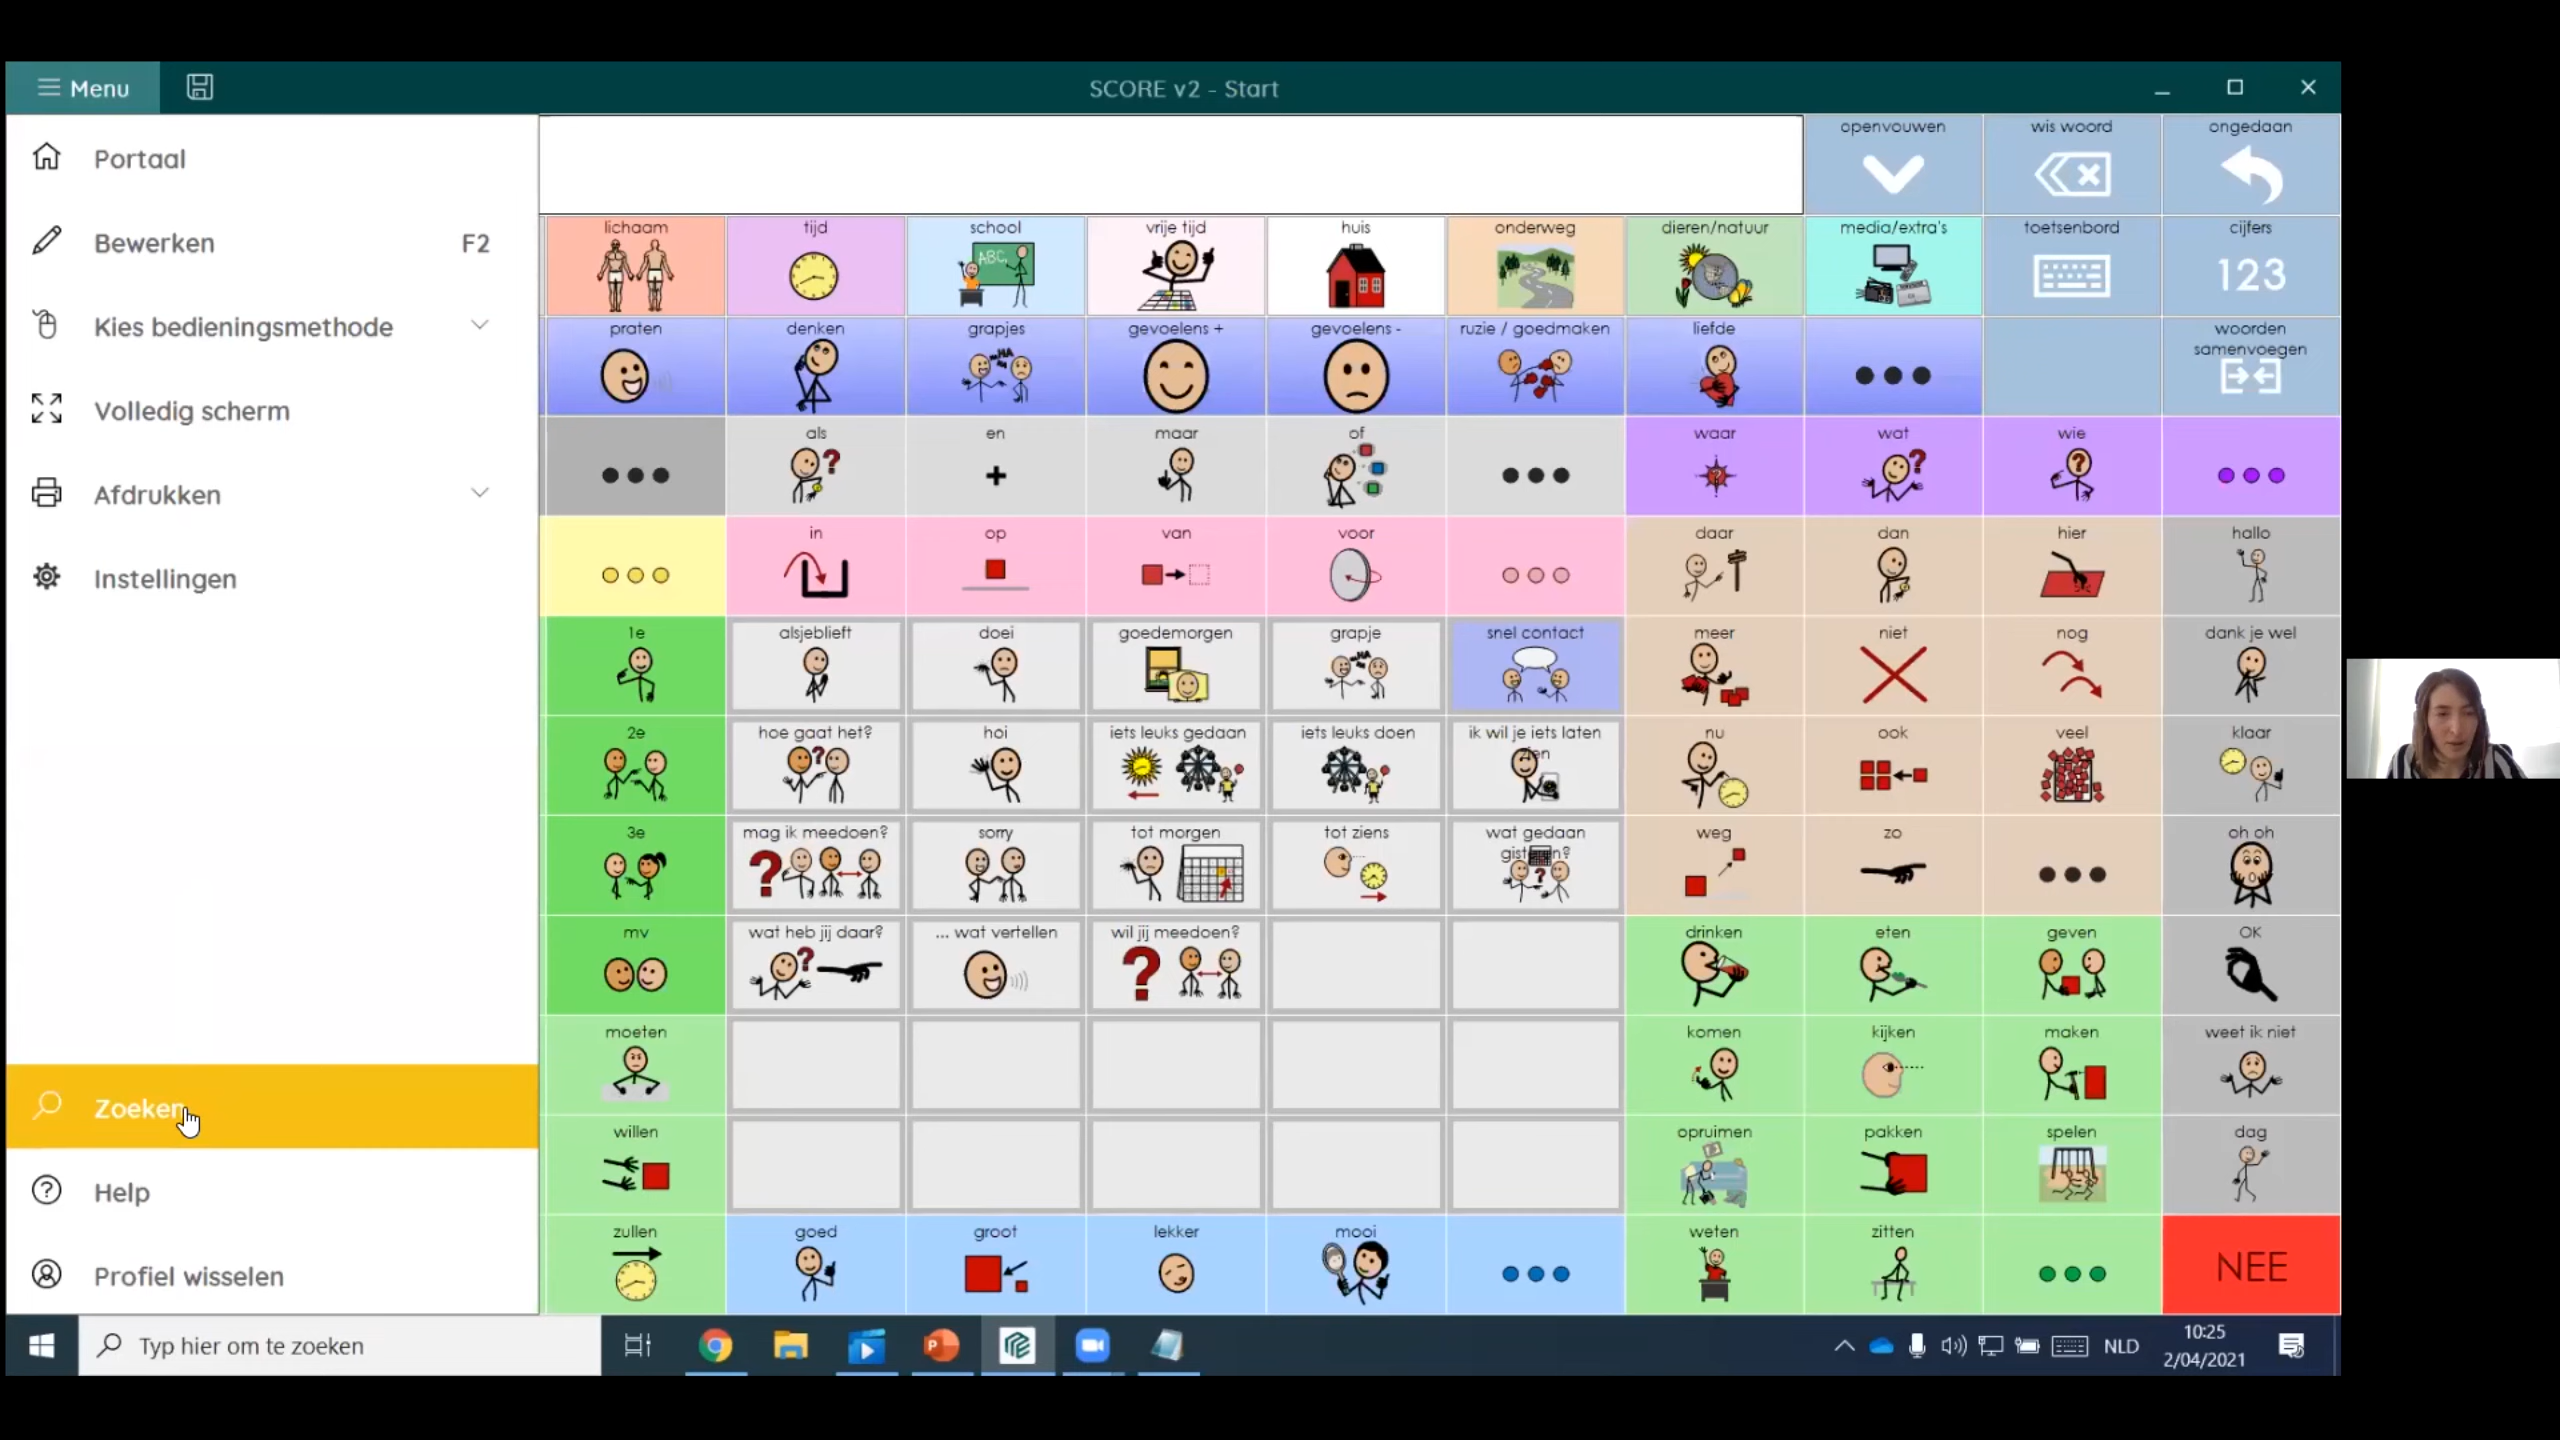 Menu
SCORE v2 - Start
Portaal
Bewerken F2
Kies bedieningsmethode
Volledig scherm
Afdrukken
Instellingen
Zoeken
Help
Profiel wisselen
openvouwen wis woord ongedaan
lichaam tijd school vrije tijd huis onderweg dieren/natuur media/extra's toetsenbord cijfers
ABC
123
praten denken grapjes gevoelens + gevoelens - ruzie / goedmaken liefde woorden
samenvoegen
HA
als en maar of waar wat wie
? + ? ?
in op van voor daar dan hier hallo
1e alsjeblieft doei goedemorgen grapje snel contact meer niet nog dank je wel
HA
2e hoe gaat het? hoi iets leuks gedaan iets leuks doen ik wil je iets laten nu ook veel klaar
zien
?
3e mag ik meedoen? sorry tot morgen tot ziens wat gedaan weg zo oh oh
gisteren?
? ?
mv wat heb jij daar? ... wat vertellen wil jij meedoen? drinken eten geven OK
? ?
moeten komen kijken maken weet ik niet
willen opruimen pakken spelen dag
zullen goed groot lekker mooi weten zitten
NEE
Typ hier om te zoeken
NLD
10:25
2/04/2021